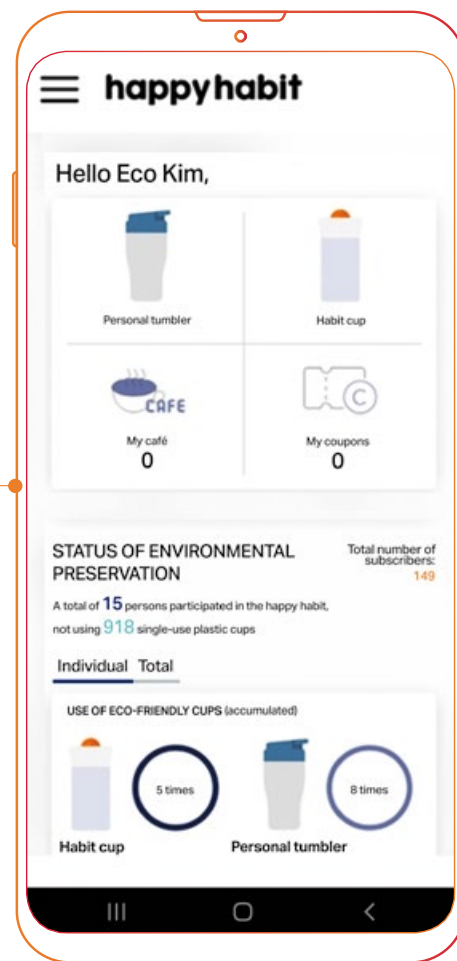 happyhabit
Hello Eco Kim,
Personal tumbler
Habit cup
CAFE
My café
0
C
My coupons
0
STATUS OF ENVIRONMENTAL
PRESERVATION
Total number of
subscribers:
149
A total of 15 persons participated in the happy habit,
not using 918 single-use plastic cups
Individual Total
USE OF ECO-FRIENDLY CUPS (accumulated)
5 times
8 times
Habit cup
Personal tumbler